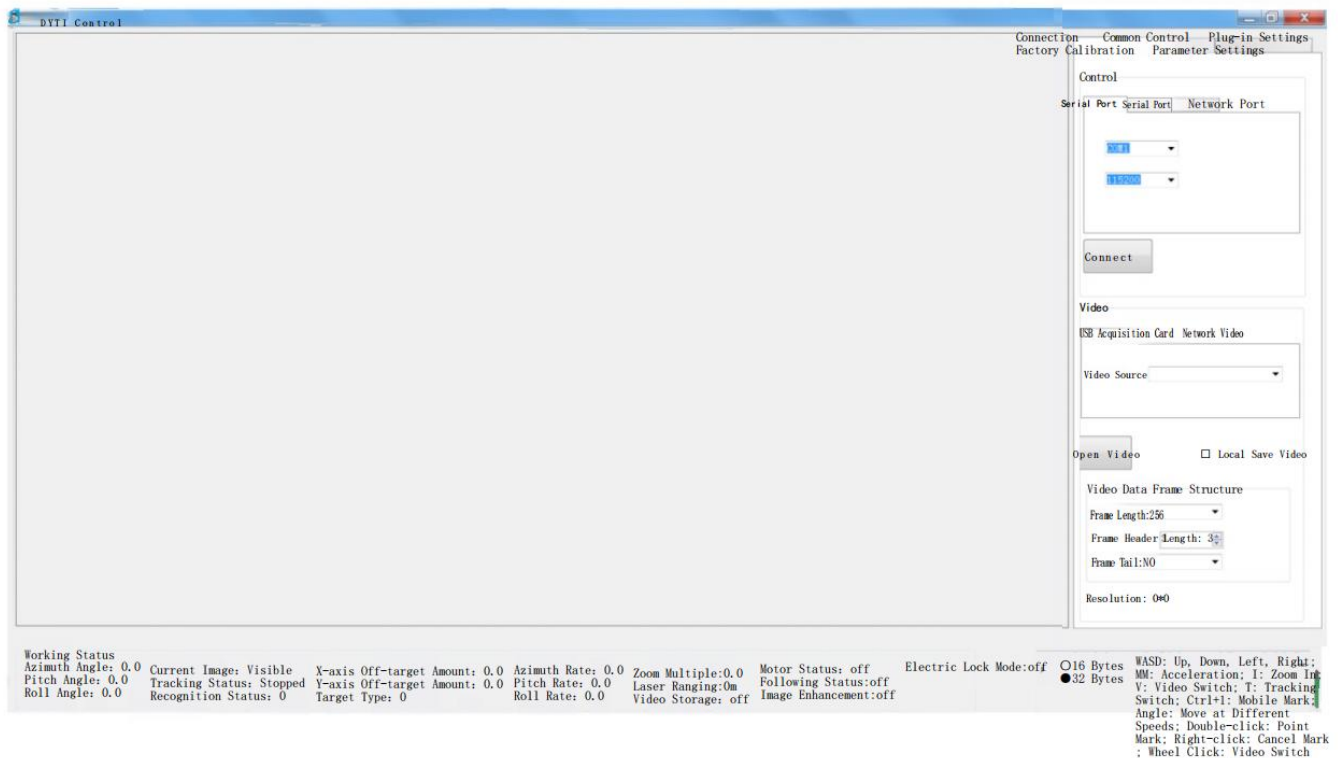 DYTI Control
Connection Common Control Plug-in Settings
Factory Calibration Parameter Settings
Control
Serial Port Serial Port Network Port
COM1
115200
Connect
Video
USB Acquisition Card Network Video
Video Source
Open Video Local Save Video
Video Data Frame Structure
Frame Length:256
Frame Header Length: 3
Frame Tail:NO
Resolution: 0*0
Working Status
Azimuth Angle: 0.0
Pitch Angle: 0.0
Roll Angle: 0.0
Current Image: Visible
Tracking Status: Stopped
Recognition Status: 0
X-axis Off-target Amount: 0.0
Y-axis Off-target Amount: 0.0
Target Type: 0
Azimuth Rate: 0.0
Pitch Rate: 0.0
Roll Rate: 0.0
Zoom Multiple:0.0
Laser Ranging:0m
Video Storage: off
Motor Status: off
Following Status:off
Image Enhancement:off
Electric Lock Mode:off
16 Bytes
32 Bytes
WASD: Up, Down, Left, Right;
MM: Acceleration; I: Zoom In;
V: Video Switch; T: Tracking
Switch; Ctrl+l: Mobile Mark;
Angle: Move at Different
Speeds; Double-click: Point
Mark; Right-click: Cancel Mark
; Wheel Click: Video Switch